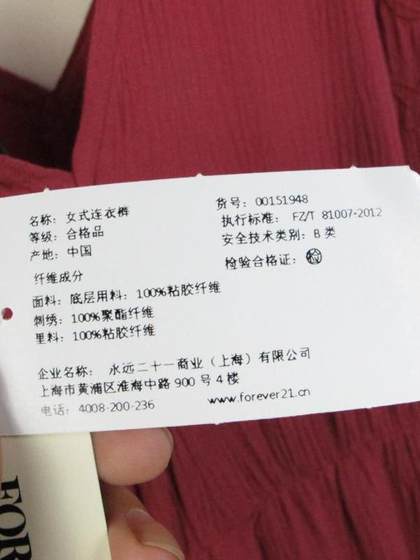 名称: 女式连衣裤
等级: 合格品
产地: 中国
货号: 00151948
执行标准: FZ/T 81007-2012
安全技术类别: B 类
检验合格证:
纤维成分
面料: 底层用料: 100%粘胶纤维
刺绣: 100%聚酯纤维
里料: 100%粘胶纤维
企业名称: 永远二十一商业(上海)有限公司
上海市黄浦区淮海中路 900 号 4 楼
电话: 4008-200-236
www.forever21.cn
FOR